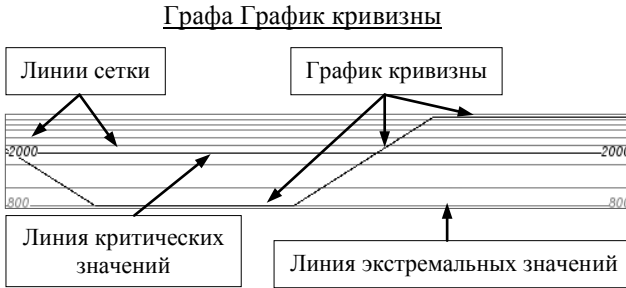 Графа График кривизны
Линии сетки
График кривизны
2000
2000
800
800
Линия критических
значений
Линия экстремальных значений